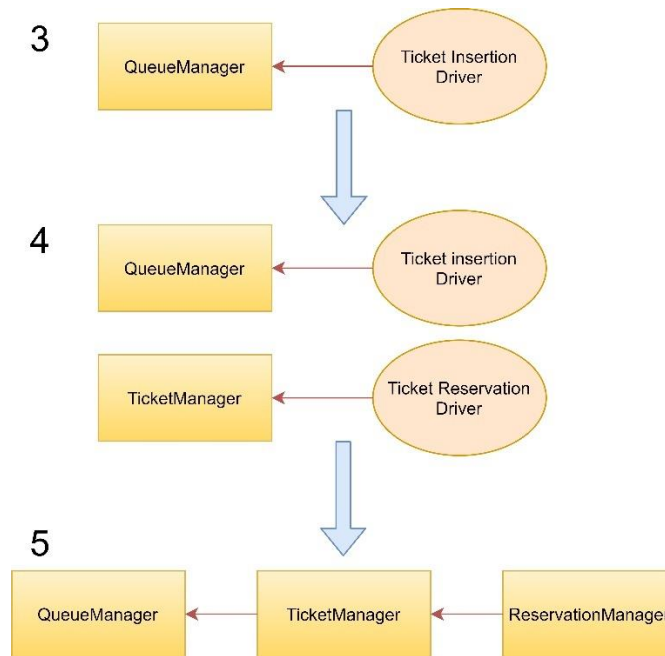 3
QueueManager
Ticket Insertion
Driver
4
QueueManager
Ticket insertion
Driver
TicketManager
Ticket Reservation
Driver
5
QueueManager
TicketManager
ReservationManager